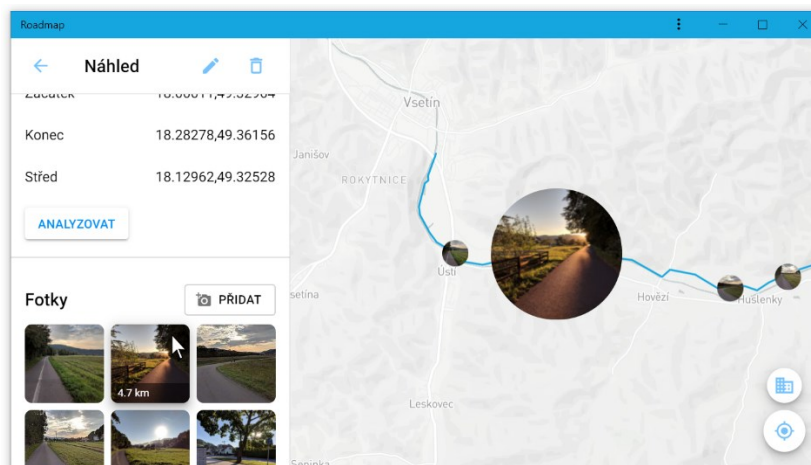 Roadmap
Náhled
Konec
18.28278,49.36156
Střed
18.12962,49.32528
ANALYZOVAT
Fotky
PŘIDAT
4.7 km
Vsetín
Janišov
ROKYTNICE
Ústí
Hovězí
Hušlenky
Leskovec